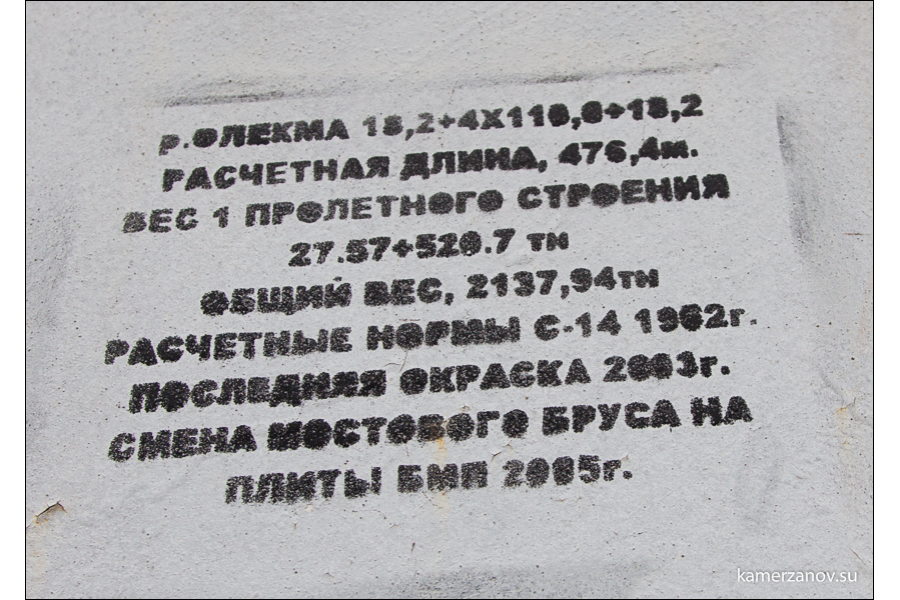 р.ОЛЕКМА 18,2+4Х110,0+18,2
РАСЧЕТНАЯ ДЛИНА, 476,4м.
ВЕС 1 ПРОЛЕТНОГО СТРОЕНИЯ
27.57+520.7 тн
ОБЩИЙ ВЕС, 2137,94тн
РАСЧЕТНЫЕ НОРМЫ С-14 1962г.
ПОСЛЕДНЯЯ ОКРАСКА 2003г.
СМЕНА МОСТОВОГО БРУСА НА
ПЛИТЫ БМП 2005г.
kamerzanov.su